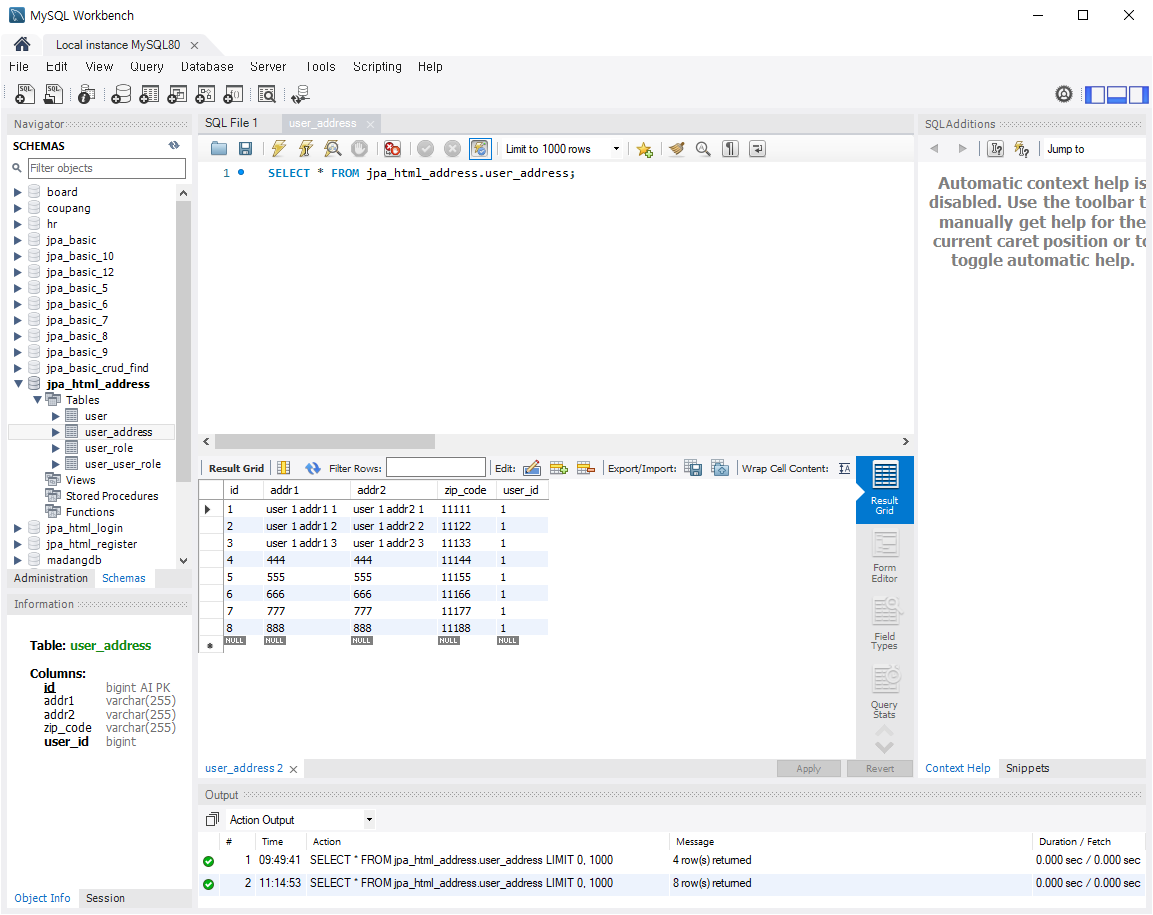 MySQL Workbench
Local instance MySQL80
File Edit View Query Database Server Tools Scripting Help
Navigator
SCHEMAS
Filter objects
board
coupang
hr
jpa_basic
jpa_basic_10
jpa_basic_12
jpa_basic_5
jpa_basic_6
jpa_basic_7
jpa_basic_8
jpa_basic_9
jpa_basic_crud_find
jpa_html_address
Tables
user
user_address
user_role
user_user_role
Views
Stored Procedures
Functions
jpa_html_login
jpa_html_register
madangdb
Administration Schemas
Information
Table: user_address
Columns:
id bigint AI PK
addr1 varchar(255)
addr2 varchar(255)
zip_code varchar(255)
user_id bigint
Object Info Session
SQL File 1 user_address
Limit to 1000 rows
1 SELECT * FROM jpa_html_address.user_address;
Result Grid Filter Rows: Edit: Export/Import: Wrap Cell Content:
id addr1 addr2 zip_code user_id
1 user 1 addr1 1 user 1 addr2 1 11111 1
2 user 1 addr1 2 user 1 addr2 2 11122 1
3 user 1 addr1 3 user 1 addr2 3 11133 1
4 444 444 11144 1
5 555 555 11155 1
6 666 666 11166 1
7 777 777 11177 1
8 888 888 11188 1
NULL NULL NULL NULL NULL
Result
Grid
Form
Editor
Field
Types
Query
Stats
user_address 2
Apply Revert
SQLAdditions
Jump to
Automatic context help is
disabled. Use the toolbar t
manually get help for the
current caret position or to
toggle automatic help.
Context Help Snippets
Output
Action Output
# Time Action Message Duration / Fetch
1 09:49:41 SELECT * FROM jpa_html_address.user_address LIMIT 0, 1000 4 row(s) returned 0.000 sec / 0.000 sec
2 11:14:53 SELECT * FROM jpa_html_address.user_address LIMIT 0, 1000 8 row(s) returned 0.000 sec / 0.000 sec